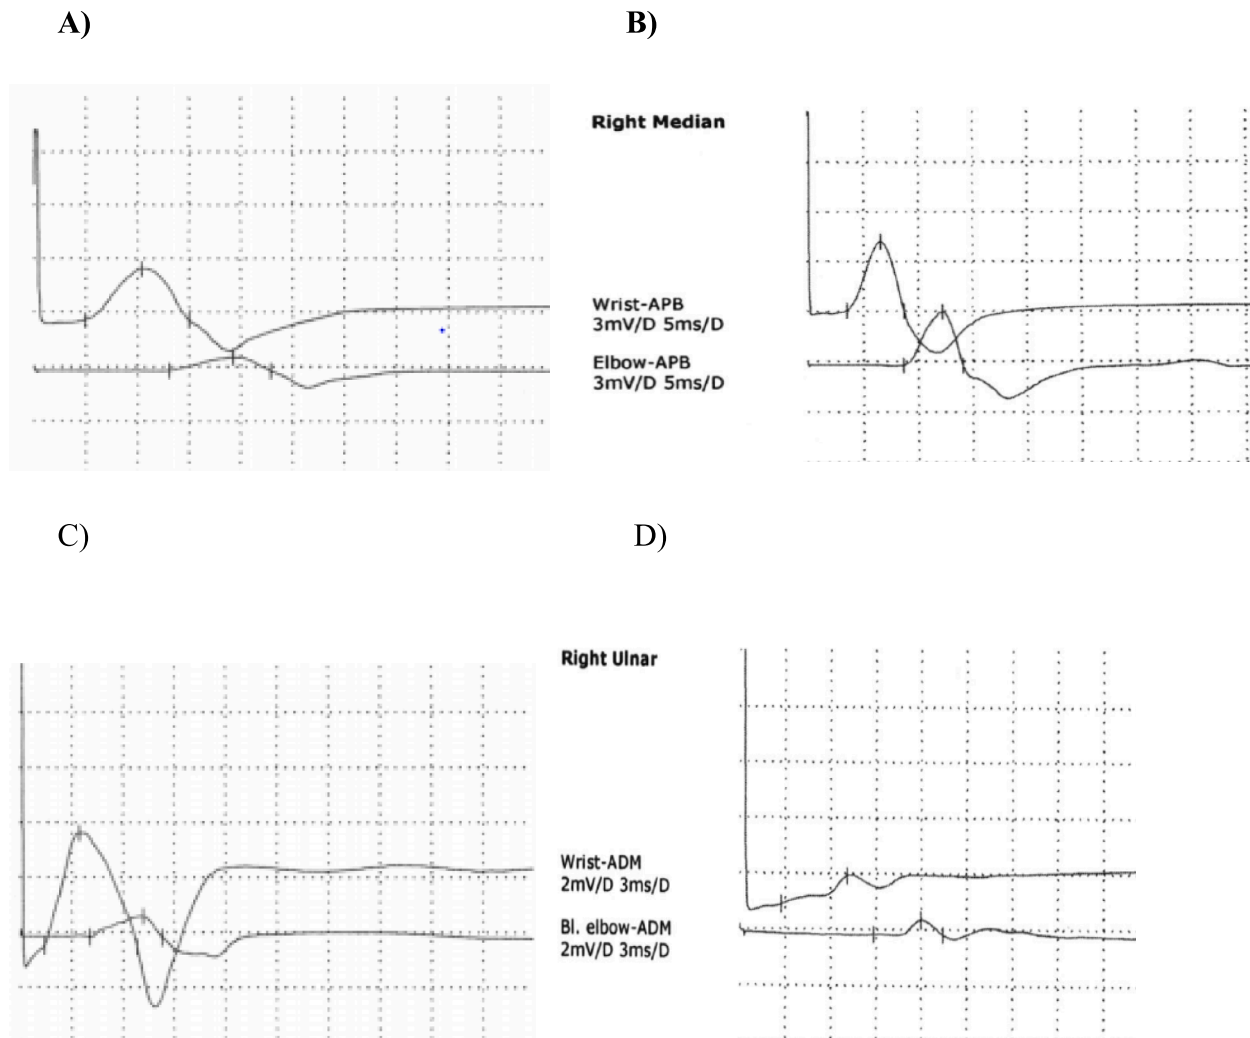 A)
B)
Right Median
Wrist-APB
3mV/D 5ms/D
Elbow-APB
3mV/D 5ms/D
C)
D)
Right Ulnar
Wrist-ADM
2mV/D 3ms/D
Bl. elbow-ADM
2mV/D 3ms/D